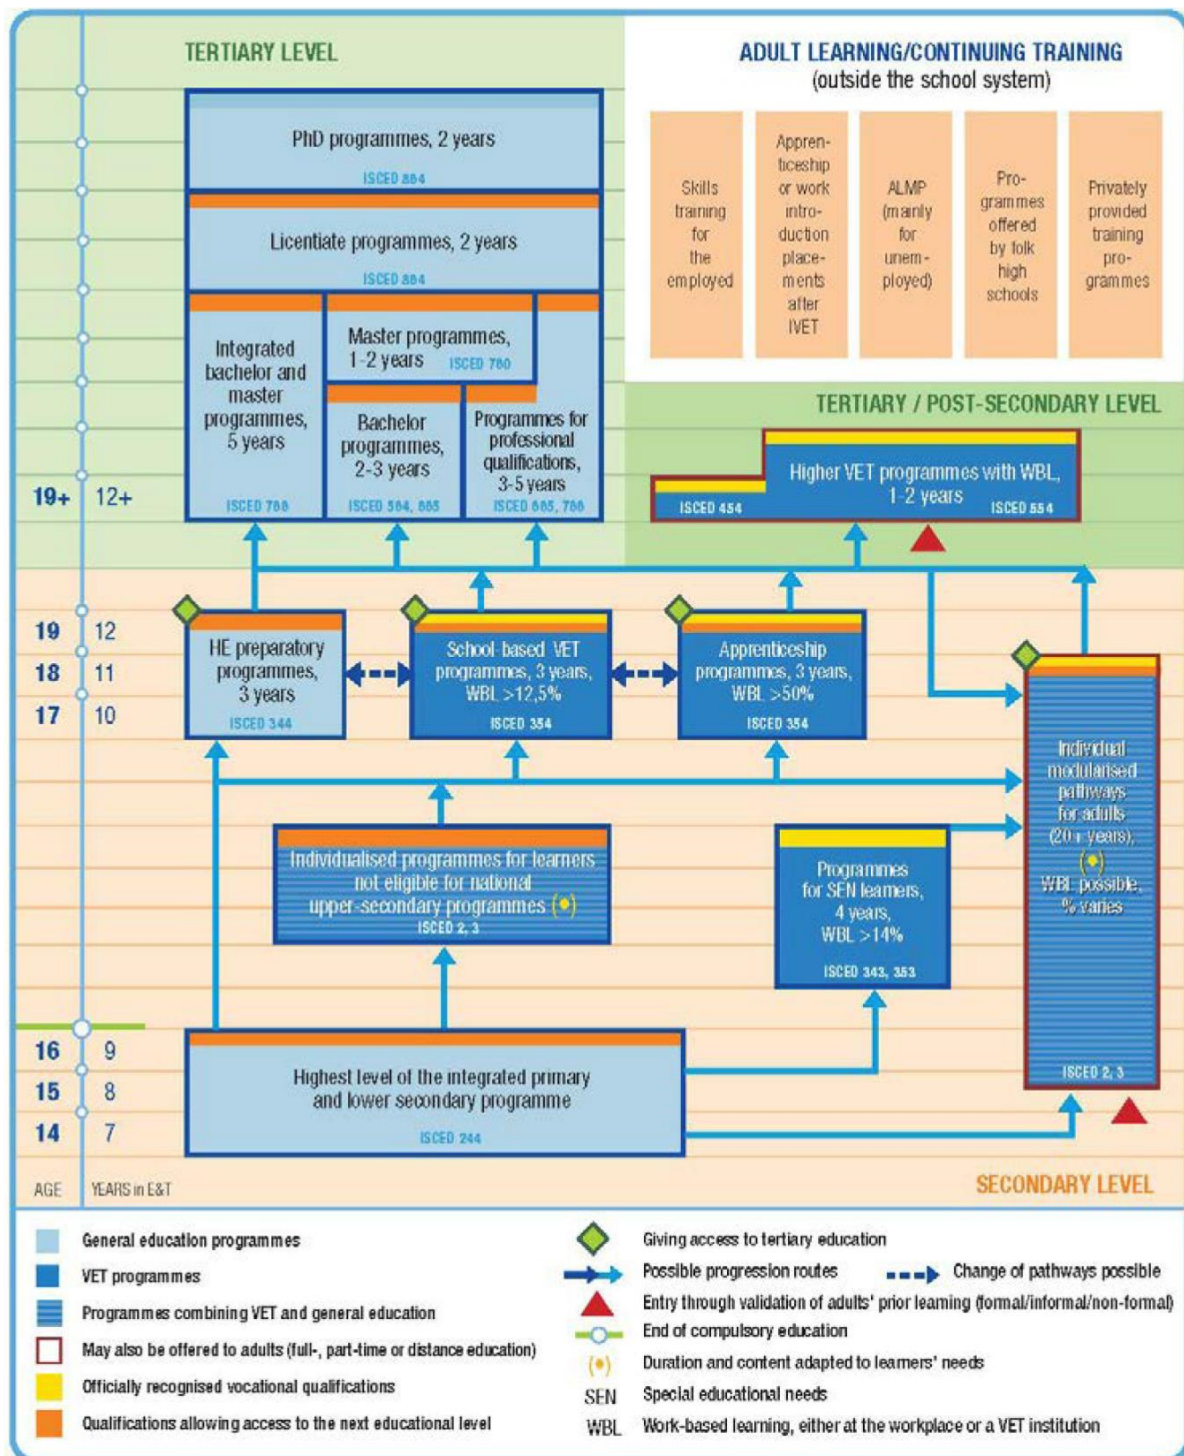 TERTIARY LEVEL
ADULT LEARNING/CONTINUING TRAINING
(outside the school system)
PhD programmes, 2 years
ISCED 864
Licentiate programmes, 2 years
ISCED 864
Integrated
bachelor and
master
programmes,
5 years
ISCED 766
Master programmes,
1-2 years ISCED 760
Bachelor
programmes,
2-3 years
ISCED 564, 665
Programmes for
professional
qualifications,
3-5 years
ISCED 665, 766
Skills
training
for
the
employed
Appren-
ticeship
or work
intro-
duction
place-
ments
after
IVET
ALMP
(mainly
for
unem-
ployed)
Pro-
grammes
offered
by folk
high
schools
Privately
provided
training
pro-
grammes
TERTIARY / POST-SECONDARY LEVEL
Higher VET programmes with WBL,
1-2 years
ISCED 454 ISCED 554
19+ 12+
19 12
18 11
17 10
HE preparatory
programmes,
3 years
ISCED 344
School-based VET
programmes, 3 years,
WBL >12,5%
ISCED 354
Apprenticeship
programmes, 3 years,
WBL >50%
ISCED 354
Individual
modularised
pathways
for adults
(20+ years),
WBL possible,
% varies
ISCED 2, 3
Individualised programmes for learners
not eligible for national
upper-secondary programmes
ISCED 2, 3
Programmes
for SEN learners,
4 years,
WBL >14%
ISCED 343, 353
16 9
15 8
14 7
Highest level of the integrated primary
and lower secondary programme
ISCED 244
AGE YEARS in E&T
SECONDARY LEVEL
General education programmes
VET programmes
Programmes combining VET and general education
May also be offered to adults (full-, part-time or distance education)
Officially recognised vocational qualifications
Qualifications allowing access to the next educational level
Giving access to tertiary education
Possible progression routes
Change of pathways possible
Entry through validation of adults' prior learning (formal/informal/non-formal)
End of compulsory education
Duration and content adapted to learners' needs
SEN Special educational needs
WBL Work-based learning, either at the workplace or a VET institution